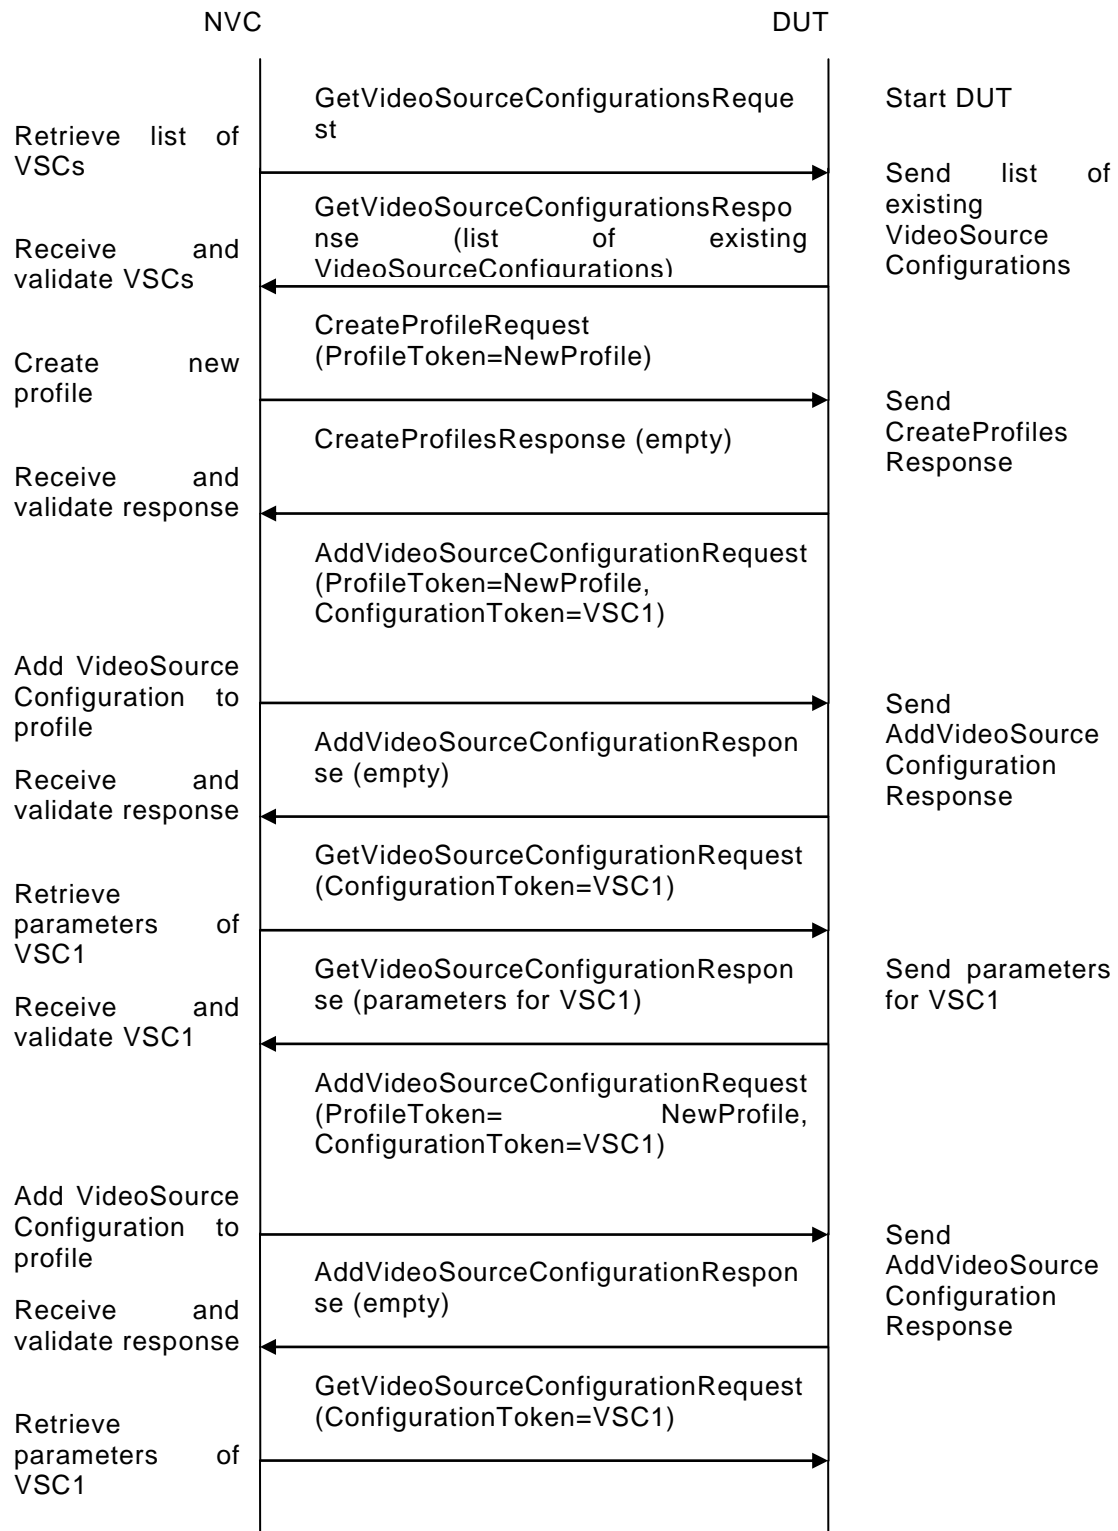 NVC
DUT
GetVideoSourceConfigurationsReque
st
Start DUT
Retrieve list of
VSCs
Send list of
existing
VideoSource
Configurations
GetVideoSourceConfigurationsRespo
nse (list of existing
VideoSourceConfigurations)
Receive and
validate VSCs
CreateProfileRequest
(ProfileToken=NewProfile)
Create new
profile
Send
CreateProfiles
Response
CreateProfilesResponse (empty)
Receive and
validate response
AddVideoSourceConfigurationRequest
(ProfileToken=NewProfile,
ConfigurationToken=VSC1)
Add VideoSource
Configuration to
profile
Send
AddVideoSource
Configuration
Response
AddVideoSourceConfigurationRespon
se (empty)
Receive and
validate response
GetVideoSourceConfigurationRequest
(ConfigurationToken=VSC1)
Retrieve
parameters of
VSC1
GetVideoSourceConfigurationRespon
se (parameters for VSC1)
Send parameters
for VSC1
Receive and
validate VSC1
AddVideoSourceConfigurationRequest
(ProfileToken= NewProfile,
ConfigurationToken=VSC1)
Add VideoSource
Configuration to
profile
Send
AddVideoSource
Configuration
Response
AddVideoSourceConfigurationRespon
se (empty)
Receive and
validate response
GetVideoSourceConfigurationRequest
(ConfigurationToken=VSC1)
Retrieve
parameters of
VSC1